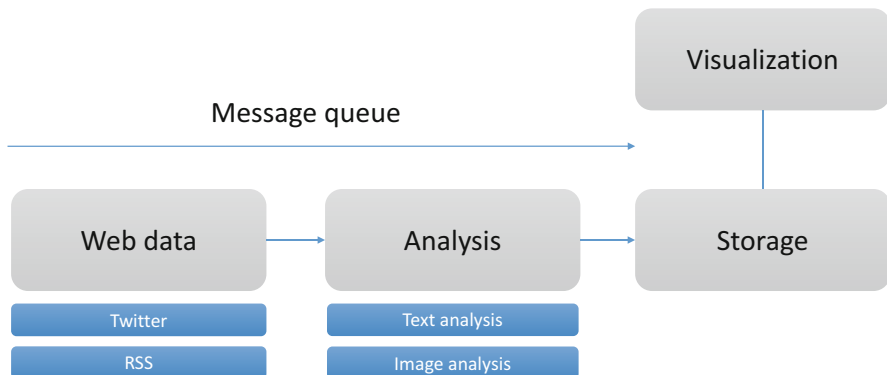 Visualization
Message queue
Web data
Analysis
Storage
Twitter
Text analysis
RSS
Image analysis